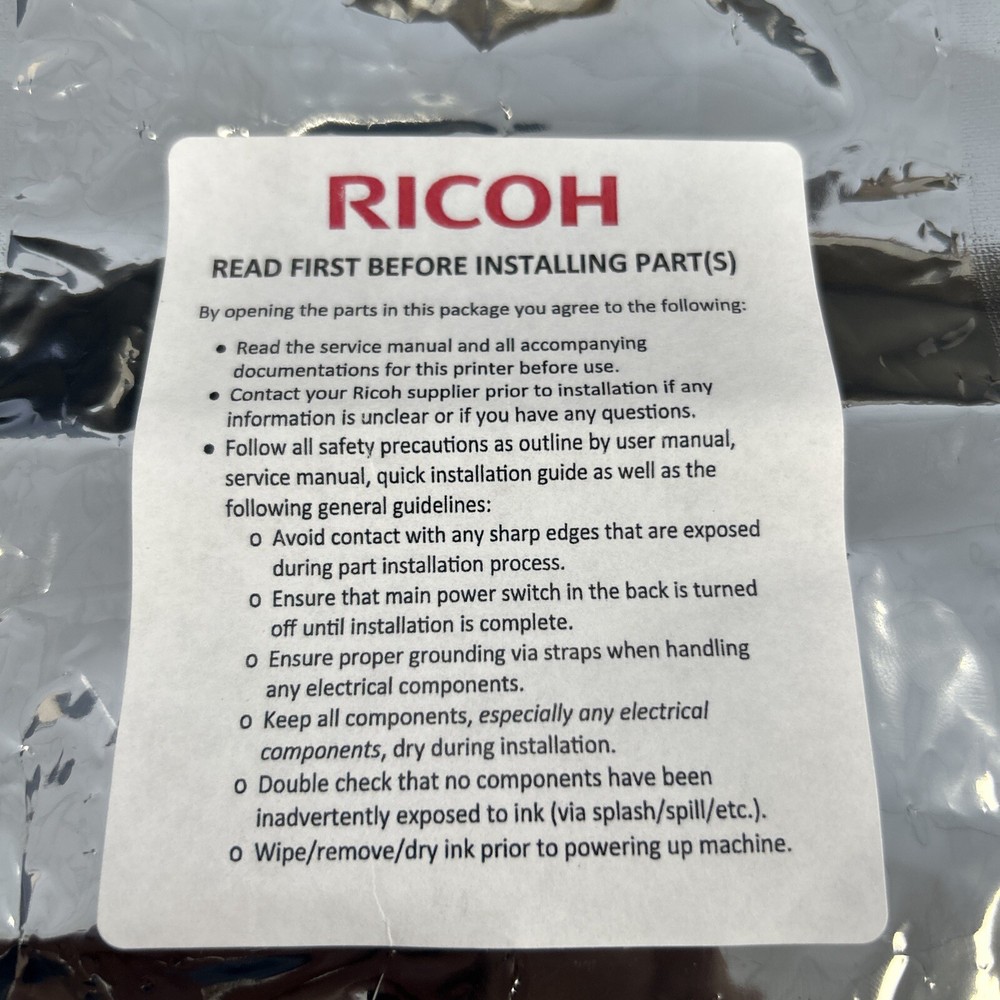 RICOH
READ FIRST BEFORE INSTALLING PART(S)
By opening the parts in this package you agree to the following:
• Read the service manual and all accompanying
documentations for this printer before use.
• Contact your Ricoh supplier prior to installation if any
information is unclear or if you have any questions.
• Follow all safety precautions as outline by user manual,
service manual, quick installation guide as well as the
following general guidelines:
o Avoid contact with any sharp edges that are exposed
during part installation process.
o Ensure that main power switch in the back is turned
off until installation is complete.
o Ensure proper grounding via straps when handling
any electrical components.
o Keep all components, especially any electrical
components, dry during installation.
o Double check that no components have been
inadvertently exposed to ink (via splash/spill/etc.).
o Wipe/remove/dry ink prior to powering up machine.